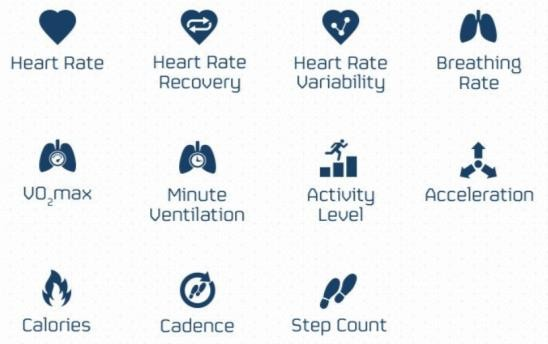 Heart Rate
Heart Rate
Recovery
Heart Rate
Variability
Breathing
Rate
VO₂max
Minute
Ventilation
Activity
Level
Acceleration
Calories
Cadence
Step Count